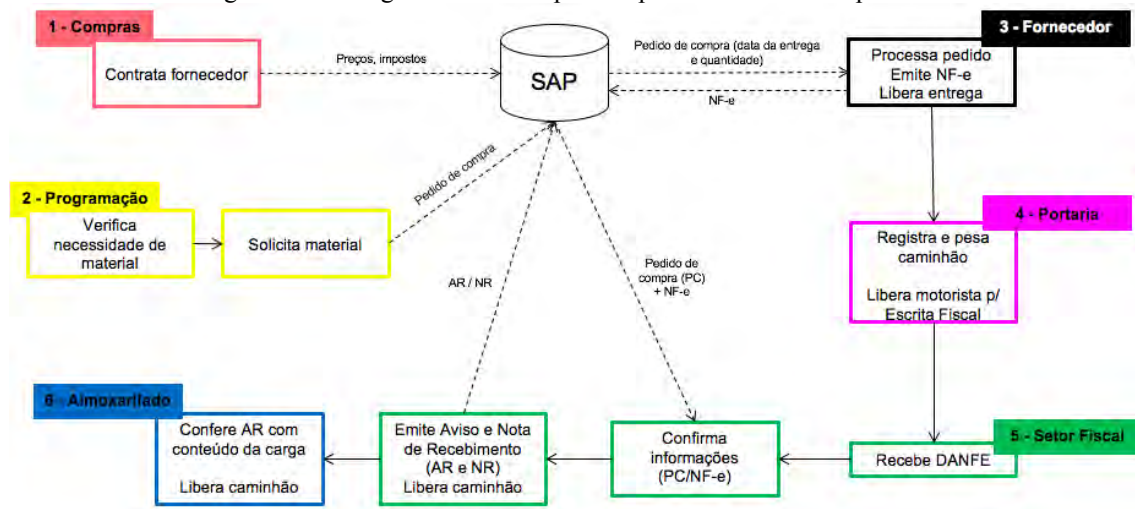 1 - Compras
Contrata fornecedor
Preços, impostos
SAP
Pedido de compra (data da entrega
e quantidade)
NF-e
3 - Fornecedor
Processa pedido
Emite NF-e
Libera entrega
2 - Programação
Verifica
necessidade de
material
Solicita material
Pedido de compra
AR / NR
Pedido de
compra (PC)
+ NF-e
4 - Portaria
Registra e pesa
caminhão
Libera motorista p/
Escrita Fiscal
6 - Almoxarifado
Confere AR com
conteúdo da carga
Libera caminhão
Emite Aviso e Nota
de Recebimento
(AR e NR)
Libera caminhão
Confirma
informações
(PC/NF-e)
5 - Setor Fiscal
Recebe DANFE